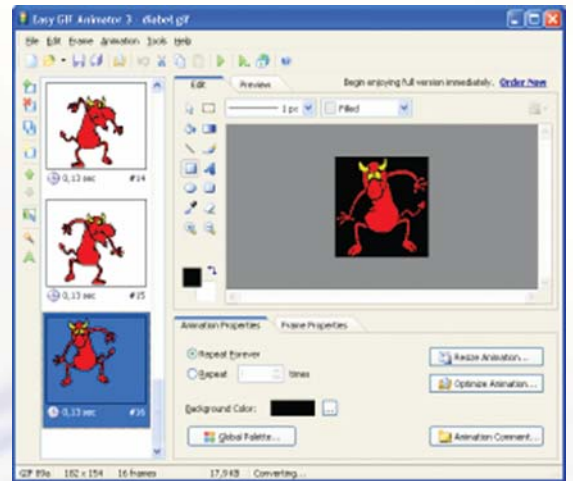 Easy GIF Animator 3 - diabel.gif
File Edit Frame Animation Tools Help
Edit Preview Begin enjoying full version immediately. Order Now
1 px Filled
0,13 sec #14
0,13 sec #15
0,13 sec #16
Animation Properties Frame Properties
Repeat Forever
Repeat times
Resize Animation...
Optimize Animation...
Background Color: ...
Global Palette...
Animation Comment...
GIF 89a 182 x 154 16 frames 17,9 KB Converting...